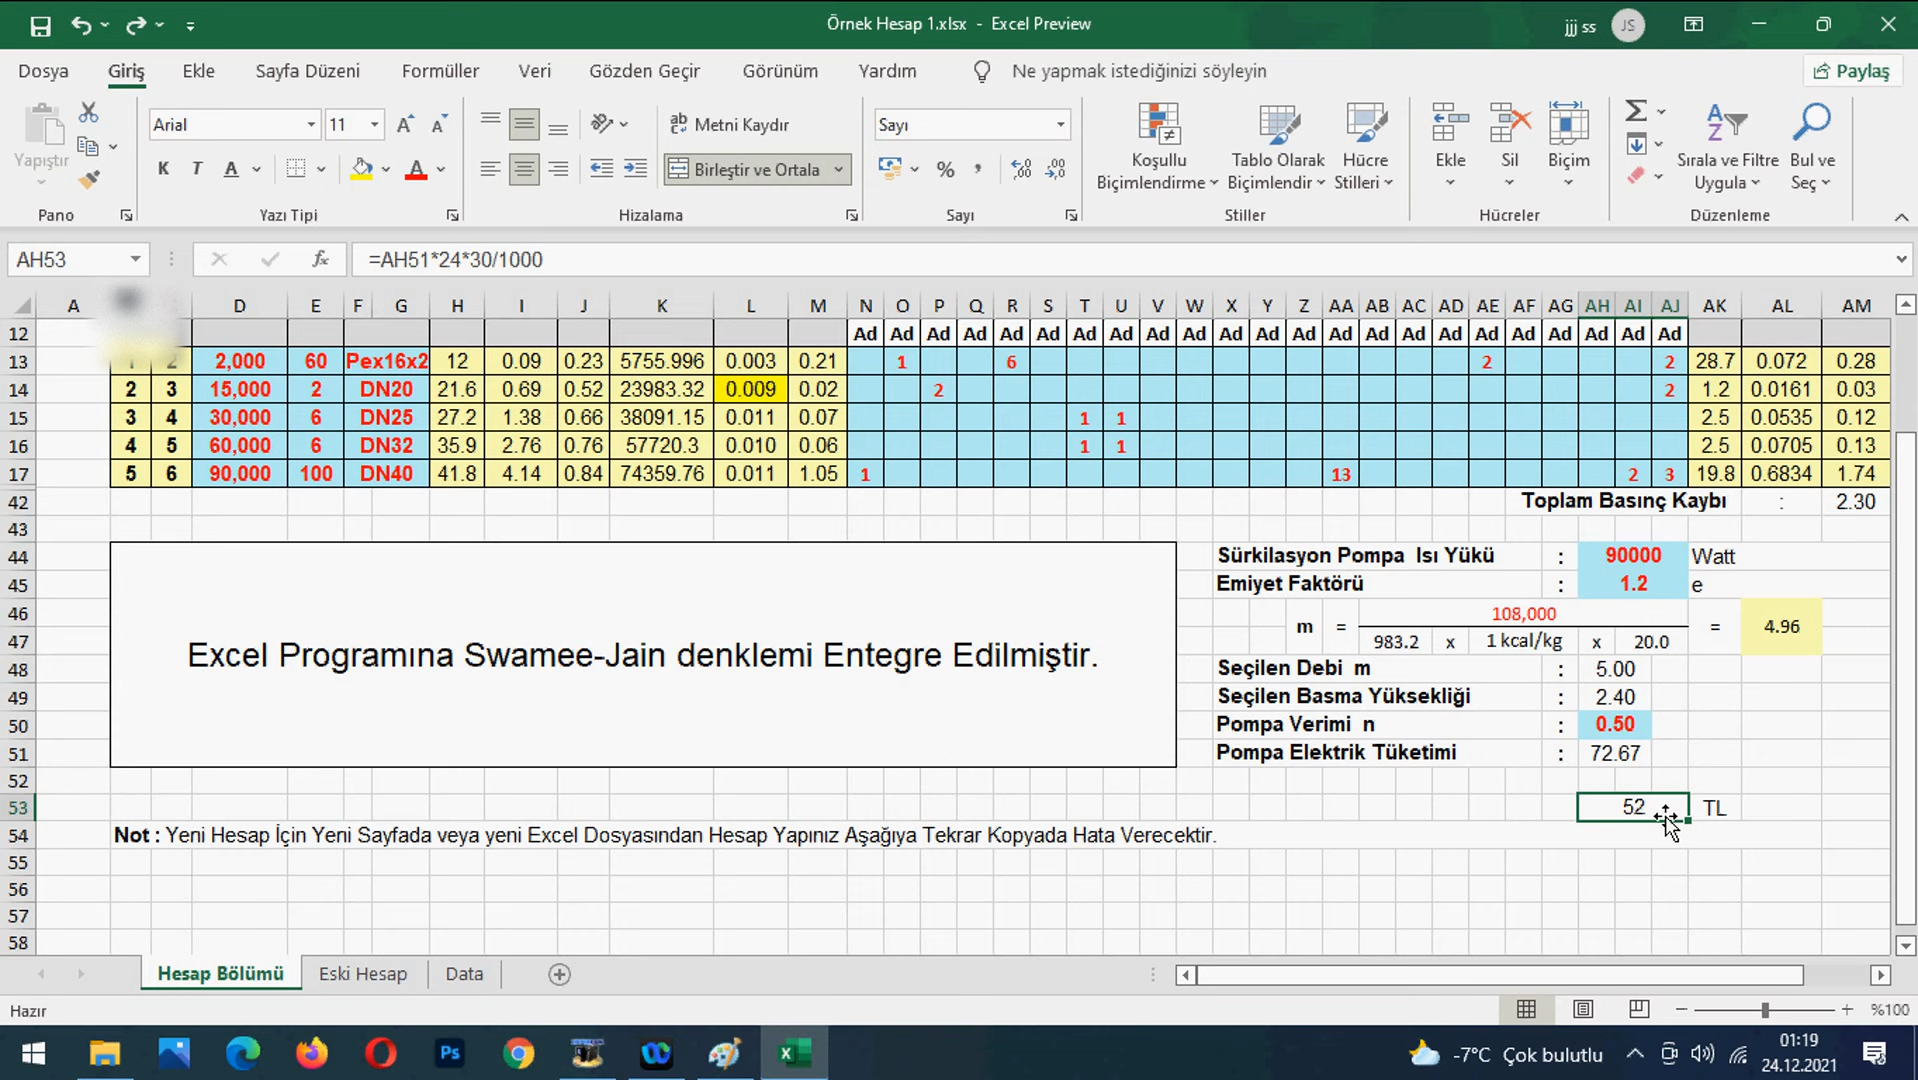 Örnek Hesap 1.xlsx - Excel Preview
jjj ss JS
Dosya Giriş Ekle Sayfa Düzeni Formüller Veri Gözden Geçir Görünüm Yardım Ne yapmak istediğinizi söyleyin Paylaş
Yapıştır
Arial 11
K T A A
ab Metni Kaydır
Birleştir ve Ortala
Sayı
% ,
Koşullu Biçimlendirme
Tablo Olarak Biçimlendir
Hücre Stilleri
Ekle Sil Biçim
Sırala ve Filtre Uygula
Bul ve Seç
Pano Yazı Tipi Hizalama Sayı Stiller Hücreler Düzenleme
AH53 fx =AH51*24*30/1000
A D E F G H I J K L M N O P Q R S T U V W X Y Z AA AB AC AD AE AF AG AH AI AJ AK AL AM
12 Ad Ad Ad Ad Ad Ad Ad Ad Ad Ad Ad Ad Ad Ad Ad Ad Ad Ad Ad Ad Ad Ad Ad
13 1 2 2,000 60 Pex16x2 12 0.09 0.23 5755.996 0.003 0.21 1 6 2 2 28.7 0.072 0.28
14 2 3 15,000 2 DN20 21.6 0.69 0.52 23983.32 0.009 0.02 2 2 1.2 0.0161 0.03
15 3 4 30,000 6 DN25 27.2 1.38 0.66 38091.15 0.011 0.07 1 1 2.5 0.0535 0.12
16 4 5 60,000 6 DN32 35.9 2.76 0.76 57720.3 0.010 0.06 1 1 2.5 0.0705 0.13
17 5 6 90,000 100 DN40 41.8 4.14 0.84 74359.76 0.011 1.05 1 13 2 3 19.8 0.6834 1.74
42 Toplam Basınç Kaybı : 2.30
43
44 Sürkilasyon Pompa Isı Yükü : 90000 Watt
45 Emiyet Faktörü : 1.2 e
46 108,000
m = = 4.96
47 983.2 x 1 kcal/kg x 20.0
48 Seçilen Debi m : 5.00
49 Seçilen Basma Yüksekliği : 2.40
Excel Programına Swamee-Jain denklemi Entegre Edilmiştir.
50 Pompa Verimi n : 0.50
51 Pompa Elektrik Tüketimi : 72.67
52
53 52 TL
54 Not : Yeni Hesap İçin Yeni Sayfada veya yeni Excel Dosyasından Hesap Yapınız Aşağıya Tekrar Kopyada Hata Verecektir.
55
56
57
58
Hesap Bölümü Eski Hesap Data
Hazır %100
Ps -7°C Çok bulutlu 01:19
24.12.2021